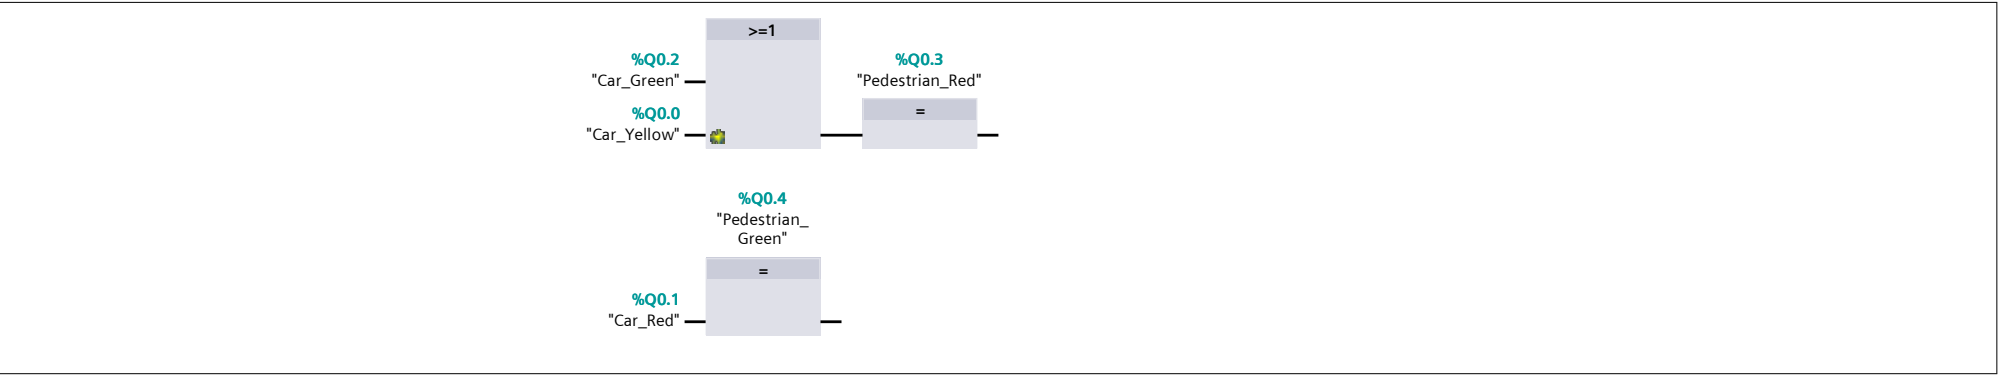 >=1
%Q0.2
"Car_Green"
%Q0.0
"Car_Yellow"
%Q0.3
"Pedestrian_Red"
=
%Q0.4
"Pedestrian_
Green"
=
%Q0.1
"Car_Red"